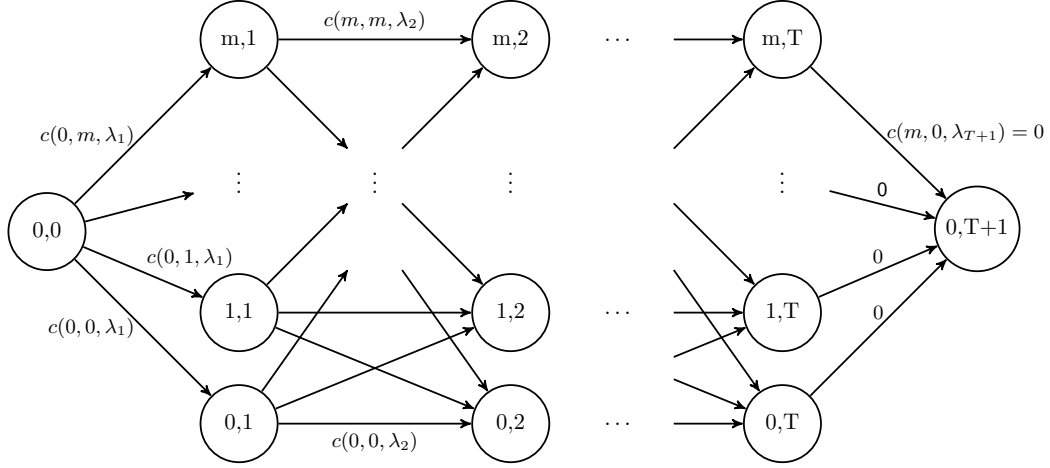 m,1 c(m, m, λ₂) m,2 ··· m,T
c(0, m, λ₁) c(m, 0, λ_{T+1}) = 0
⋮ ⋮ ⋮ ⋮ 0
0,0 0,T+1
c(0, 1, λ₁) 0
1,1 1,2 ··· 1,T
c(0, 0, λ₁) 0
0,1 0,2 ··· 0,T
c(0, 0, λ₂)